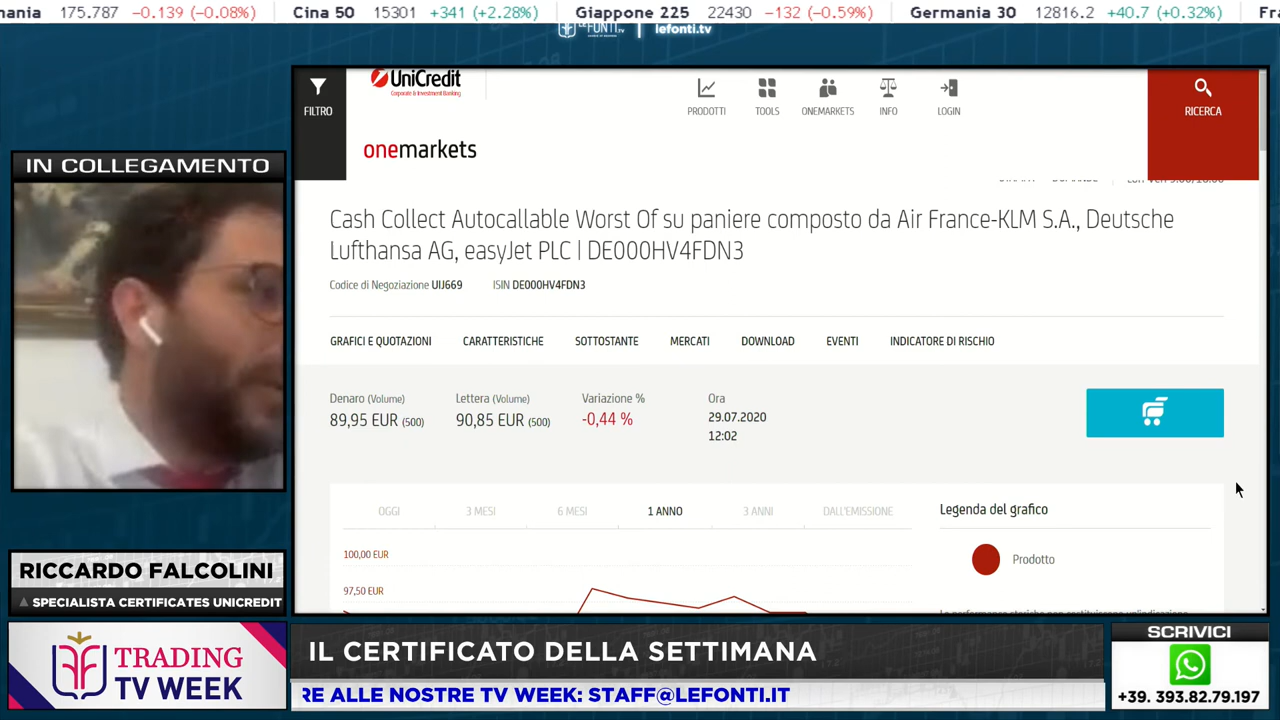 mania 175.787 −0.139 (−0.08%) Cina 50 15301 +341 (+2.28%) Giappone 225 22430 −132 (−0.59%) Germania 30 12816.2 +40.7 (+0.32%) Fra
LE FONTI.TV | lefonti.tv
FILTRO
UniCredit
Corporate & Investment Banking
PRODOTTI TOOLS ONEMARKETS INFO LOGIN
RICERCA
onemarkets
IN COLLEGAMENTO
Cash Collect Autocallable Worst Of su paniere composto da Air France-KLM S.A., Deutsche
Lufthansa AG, easyJet PLC | DE000HV4FDN3
Codice di Negoziazione UIJ669 ISIN DE000HV4FDN3
GRAFICI E QUOTAZIONI CARATTERISTICHE SOTTOSTANTE MERCATI DOWNLOAD EVENTI INDICATORE DI RISCHIO
Denaro (Volume) Lettera (Volume) Variazione % Ora
89,95 EUR (500) 90,85 EUR (500) -0,44 % 29.07.2020
12:02
OGGI 3 MESI 6 MESI 1 ANNO 3 ANNI DALL'EMISSIONE
Legenda del grafico
100,00 EUR
Prodotto
97,50 EUR
RICCARDO FALCOLINI
SPECIALISTA CERTIFICATES UNICREDIT
TRADING
TV WEEK
IL CERTIFICATO DELLA SETTIMANA
RE ALLE NOSTRE TV WEEK: STAFF@LEFONTI.IT
SCRIVICI
+39. 393.82.79.197